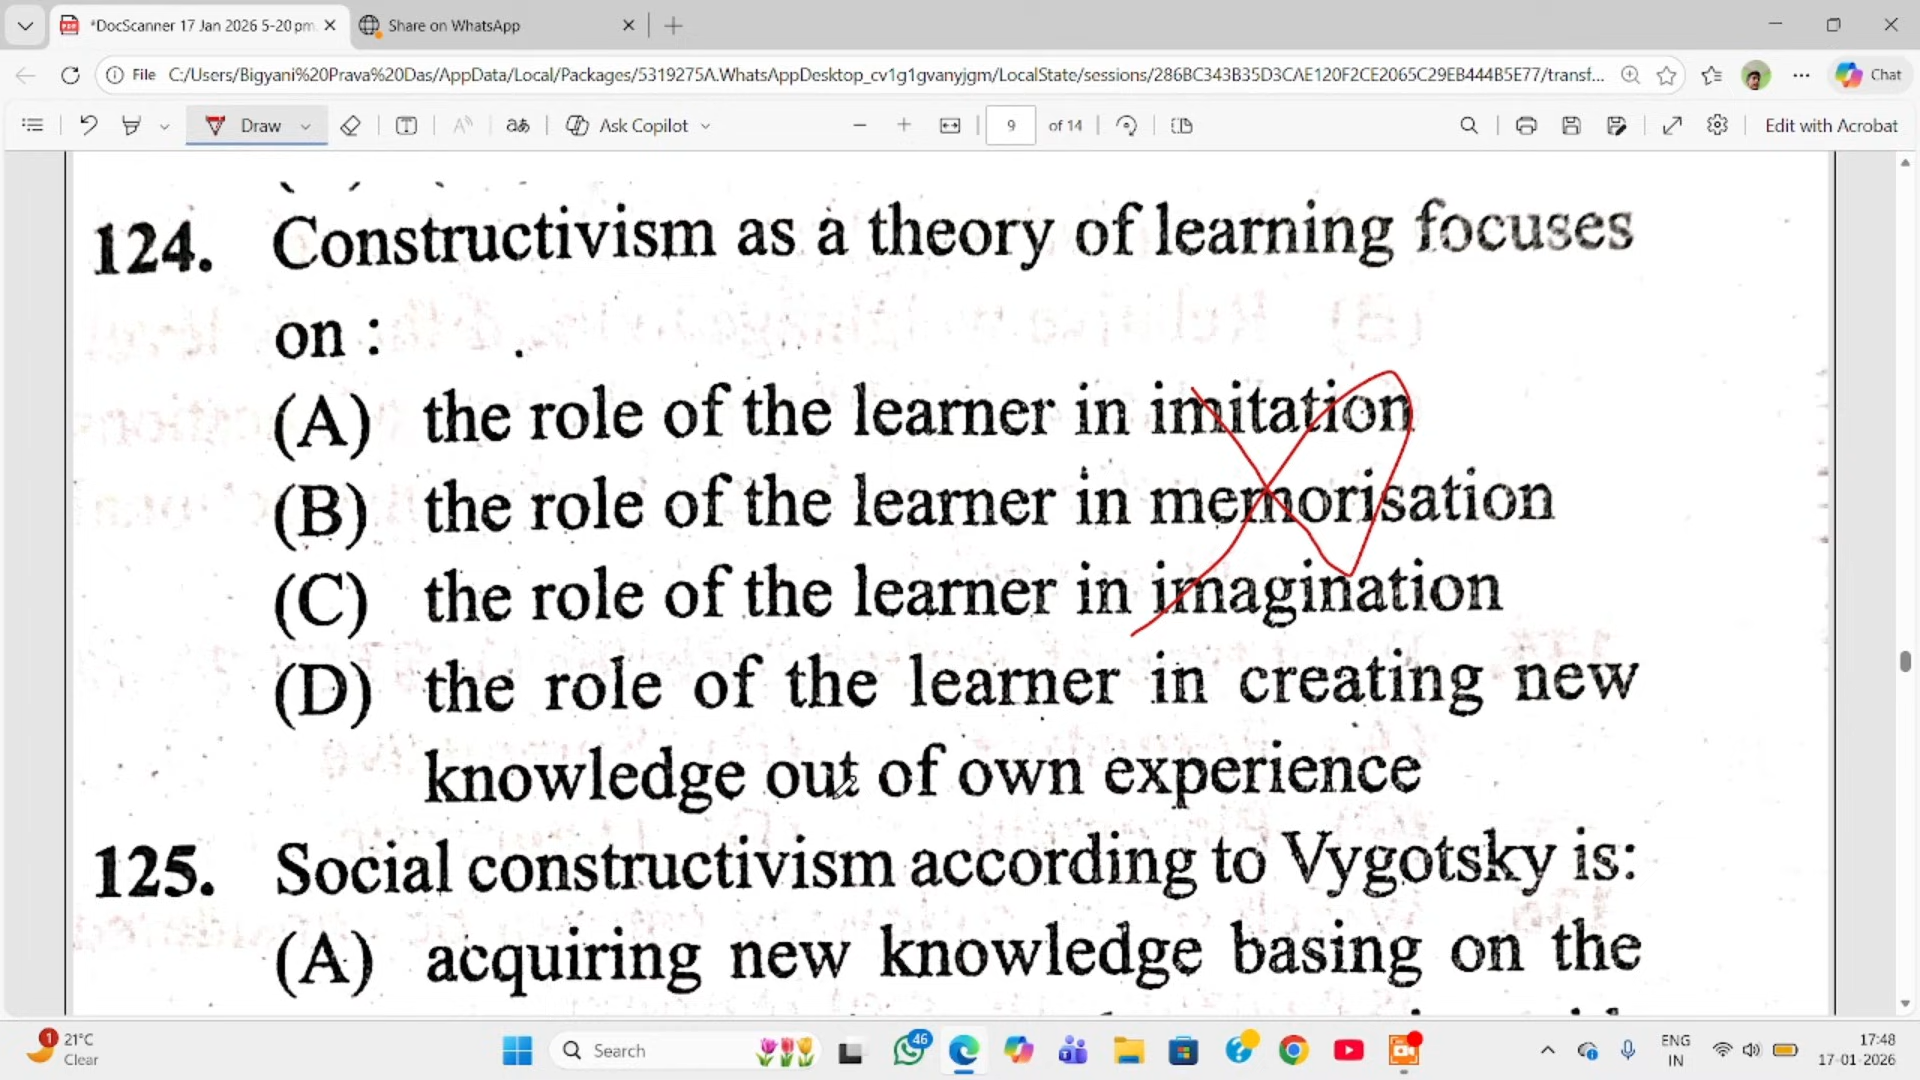 *DocScanner 17 Jan 2026 5-20 pm
Share on WhatsApp
File C:/Users/Bigyani%20Prava%20Das/AppData/Local/Packages/5319275A.WhatsAppDesktop_cv1g1gvanyjgm/LocalState/sessions/286BC343B35D3CAE120F2CE2065C29EB444B5E77/transf...
Chat
Draw
Ask Copilot
9 of 14
Edit with Acrobat
124. Constructivism as a theory of learning focuses
on :
(A) the role of the learner in imitation
(B) the role of the learner in memorisation
(C) the role of the learner in imagination
(D) the role of the learner in creating new
knowledge out of own experience
125. Social constructivism according to Vygotsky is:
(A) acquiring new knowledge basing on the
1
21°C
Clear
Search
46
ENG
IN
17:48
17-01-2026